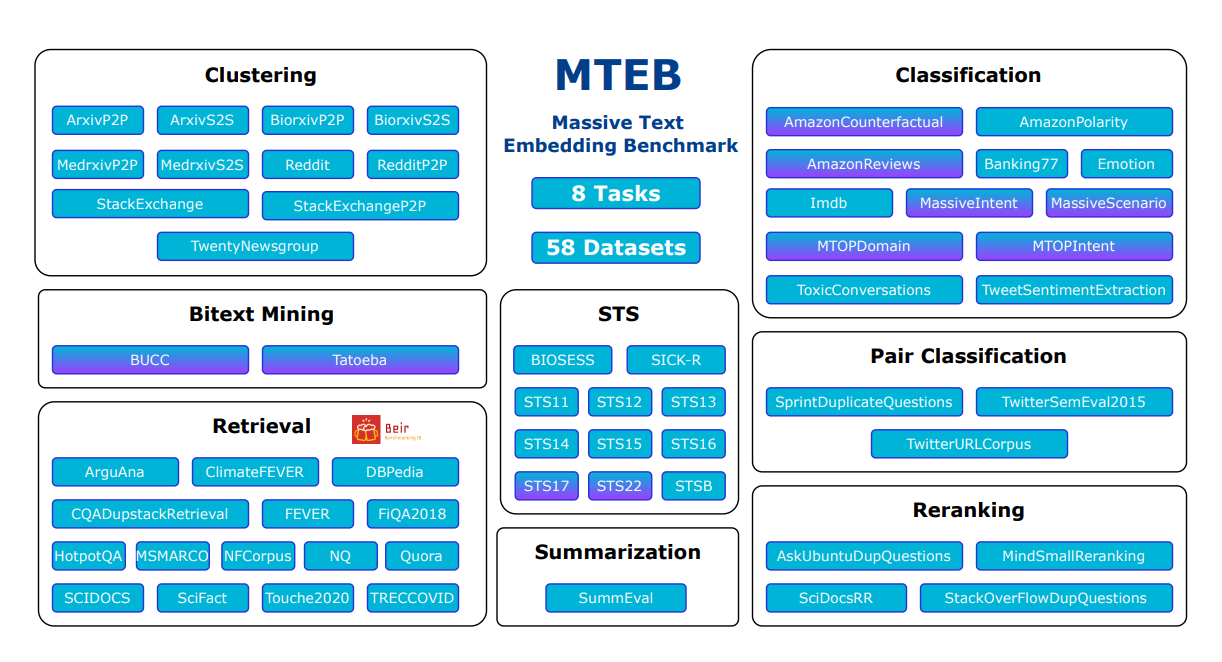 MTEB
Massive Text
Embedding Benchmark
8 Tasks
58 Datasets
Clustering
ArxivP2P
ArxivS2S
BiorxivP2P
BiorxivS2S
MedrxivP2P
MedrxivS2S
Reddit
RedditP2P
StackExchange
StackExchangeP2P
TwentyNewsgroup
Bitext Mining
BUCC
Tatoeba
Retrieval
Beir
Benchmarking IR
ArguAna
ClimateFEVER
DBPedia
CQADupstackRetrieval
FEVER
FiQA2018
HotpotQA
MSMARCO
NFCorpus
NQ
Quora
SCIDOCS
SciFact
Touche2020
TRECCOVID
STS
BIOSESS
SICK-R
STS11
STS12
STS13
STS14
STS15
STS16
STS17
STS22
STSB
Summarization
SummEval
Classification
AmazonCounterfactual
AmazonPolarity
AmazonReviews
Banking77
Emotion
Imdb
MassiveIntent
MassiveScenario
MTOPDomain
MTOPIntent
ToxicConversations
TweetSentimentExtraction
Pair Classification
SprintDuplicateQuestions
TwitterSemEval2015
TwitterURLCorpus
Reranking
AskUbuntuDupQuestions
MindSmallReranking
SciDocsRR
StackOverFlowDupQuestions